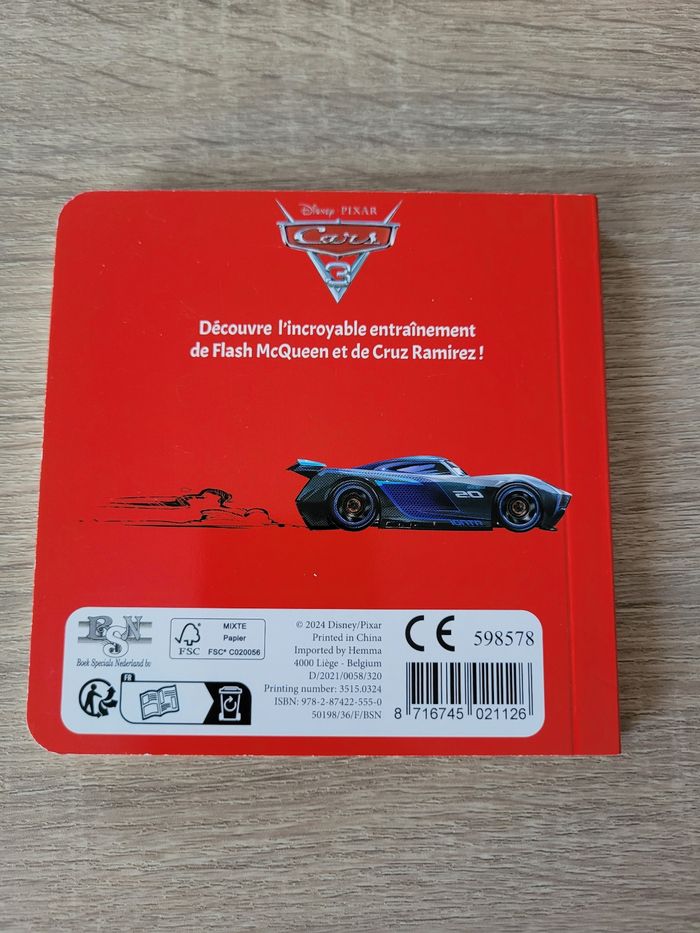 Disney PIXAR
Cars
3
Découvre l'incroyable entraînement
de Flash McQueen et de Cruz Ramirez !
20
BSN
Boek Specials Nederland bv
FSC
MIXTE
Papier
FSC® C020056
FR
© 2024 Disney/Pixar
Printed in China
Imported by Hemma
4000 Liège - Belgium
D/2021/0058/320
Printing number: 3515.0324
ISBN: 978-2-87422-555-0
50198/36/F/BSN
CE
598578
8 716745 021126